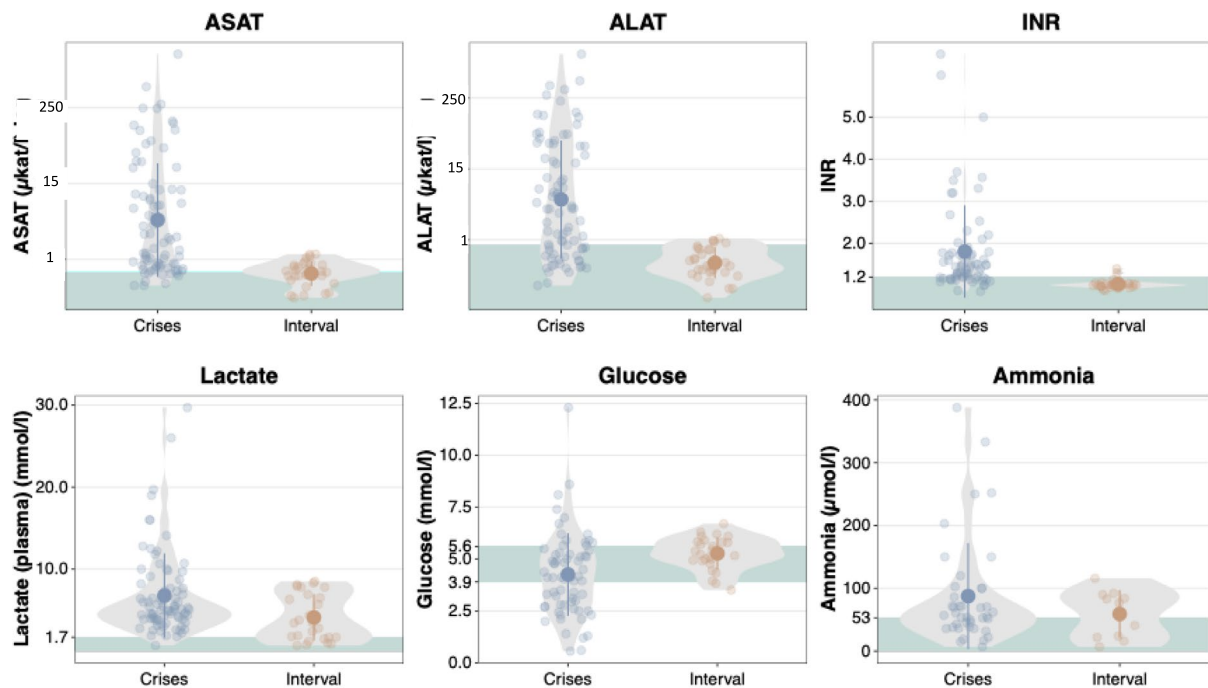 ASAT
ASAT (µkat/l
250
15
1
Crises
Interval
ALAT
ALAT (µkat/l
250
15
1
Crises
Interval
INR
INR
5.0
4.0
3.0
2.0
1.2
Crises
Interval
Lactate
Lactate (plasma) (mmol/l)
30.0
20.0
10.0
1.7
Crises
Interval
Glucose
Glucose (mmol/l)
12.5
10.0
7.5
5.6
5.0
3.9
2.5
0.0
Crises
Interval
Ammonia
Ammonia (µmol/l)
400
300
200
100
53
0
Crises
Interval